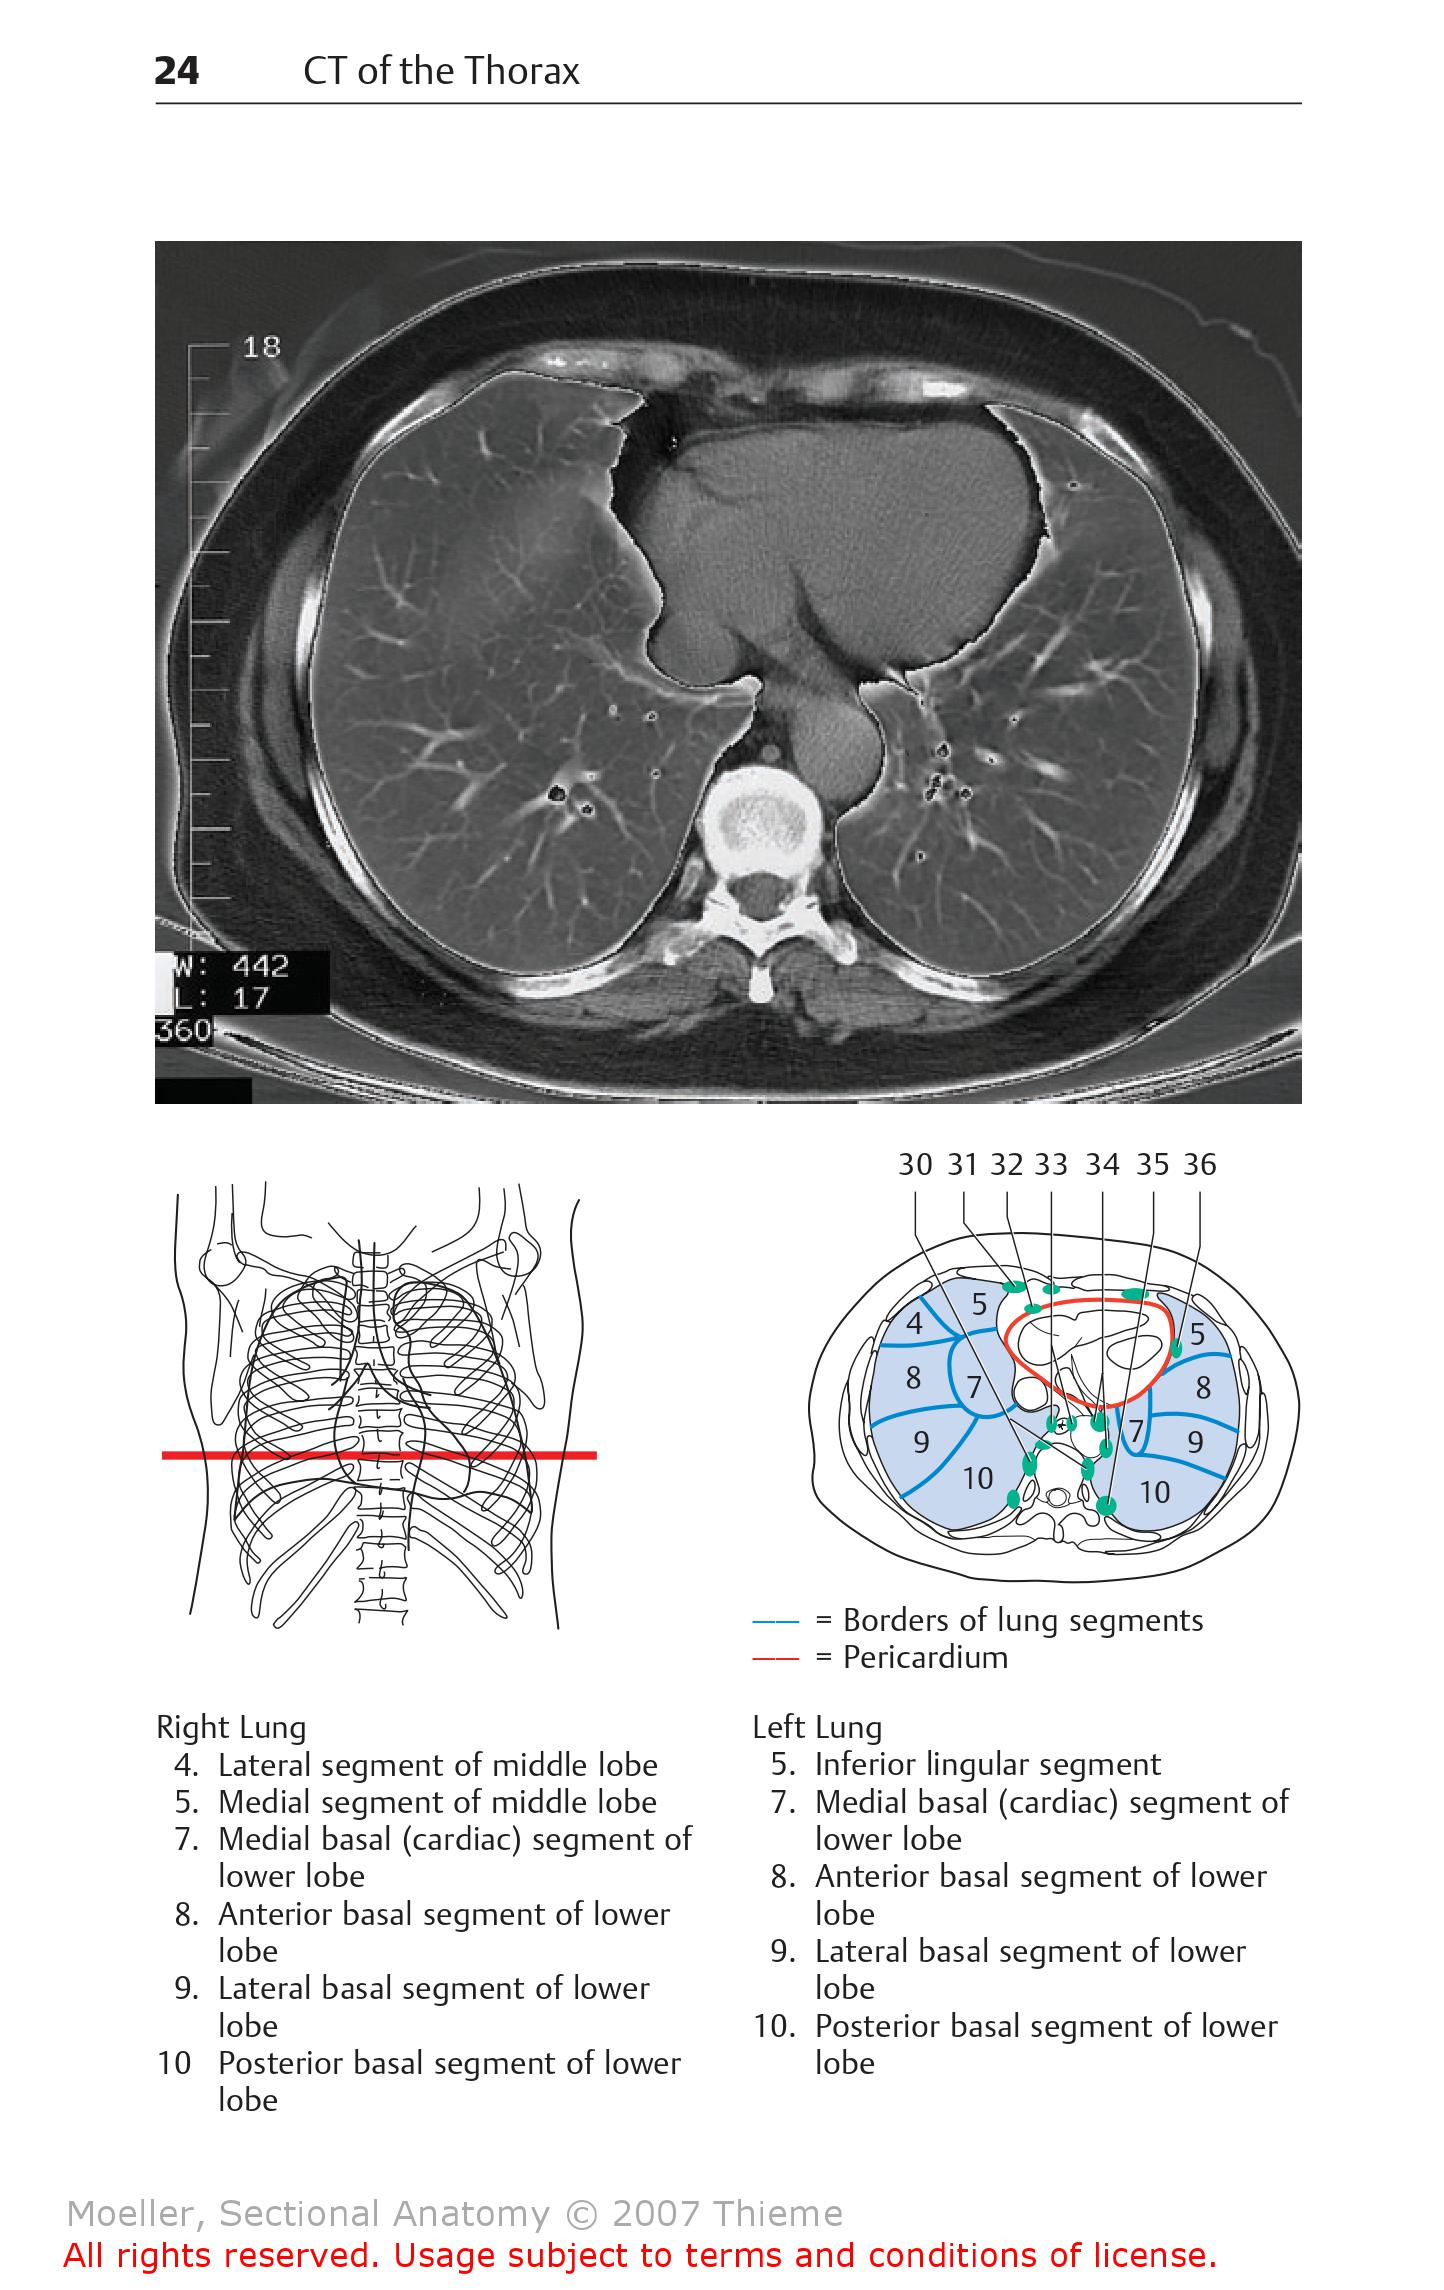 24 CT of the Thorax
18
W: 442
L: 17
360
30 31 32 33 34 35 36
5
4
5
8
7
8
7
9
9
10
10
= Borders of lung segments
= Pericardium
Right Lung
4. Lateral segment of middle lobe
5. Medial segment of middle lobe
7. Medial basal (cardiac) segment of
lower lobe
8. Anterior basal segment of lower
lobe
9. Lateral basal segment of lower
lobe
10 Posterior basal segment of lower
lobe
Left Lung
5. Inferior lingular segment
7. Medial basal (cardiac) segment of
lower lobe
8. Anterior basal segment of lower
lobe
9. Lateral basal segment of lower
lobe
10. Posterior basal segment of lower
lobe
Moeller, Sectional Anatomy © 2007 Thieme
All rights reserved. Usage subject to terms and conditions of license.